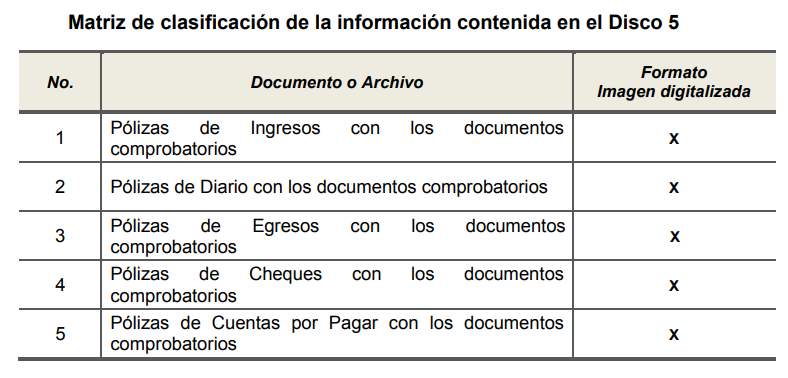 Matriz de clasificación de la información contenida en el Disco 5
No. Documento o Archivo Formato
Imagen digitalizada
1 Pólizas de Ingresos con los documentos
comprobatorios x
2 Pólizas de Diario con los documentos comprobatorios x
3 Pólizas de Egresos con los documentos
comprobatorios x
4 Pólizas de Cheques con los documentos
comprobatorios x
5 Pólizas de Cuentas por Pagar con los documentos
comprobatorios x